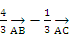 4/3 →AB − 1/3 →AC